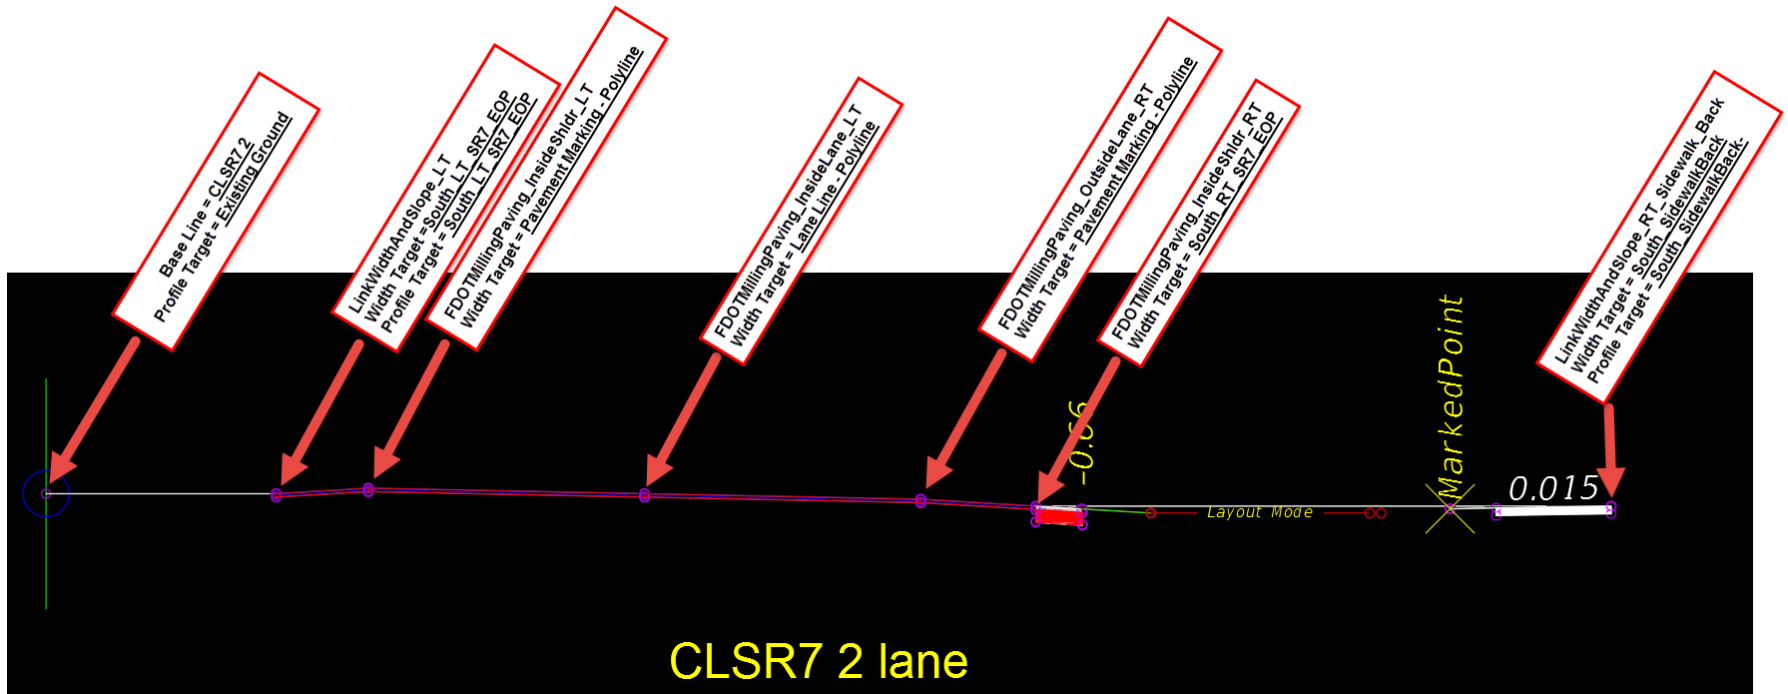 Base Line = CLSR7 2
Profile Target = Existing Ground
LinkWidthAndSlope_LT
Width Target =South_LT_SR7_EOP
Profile Target = South_LT_SR7_EOP
FDOTMillingPaving_InsideShldr_LT
Width Target = Pavement Marking - Polyline
FDOTMillingPaving_InsideLane_LT
Width Target = Lane Line - Polyline
FDOTMillingPaving_OutsideLane_RT
Width Target = Pavement Marking - Polyline
FDOTMillingPaving_InsideShldr_RT
Width Target = South_RT_SR7_EOP
LinkWidthAndSlope_RT_Sidewalk_Back
Width Target = South_SidewalkBack
Profile Target = South_SidewalkBack-
-0.66
MarkedPoint
0.015
Layout Mode
CLSR7 2 lane